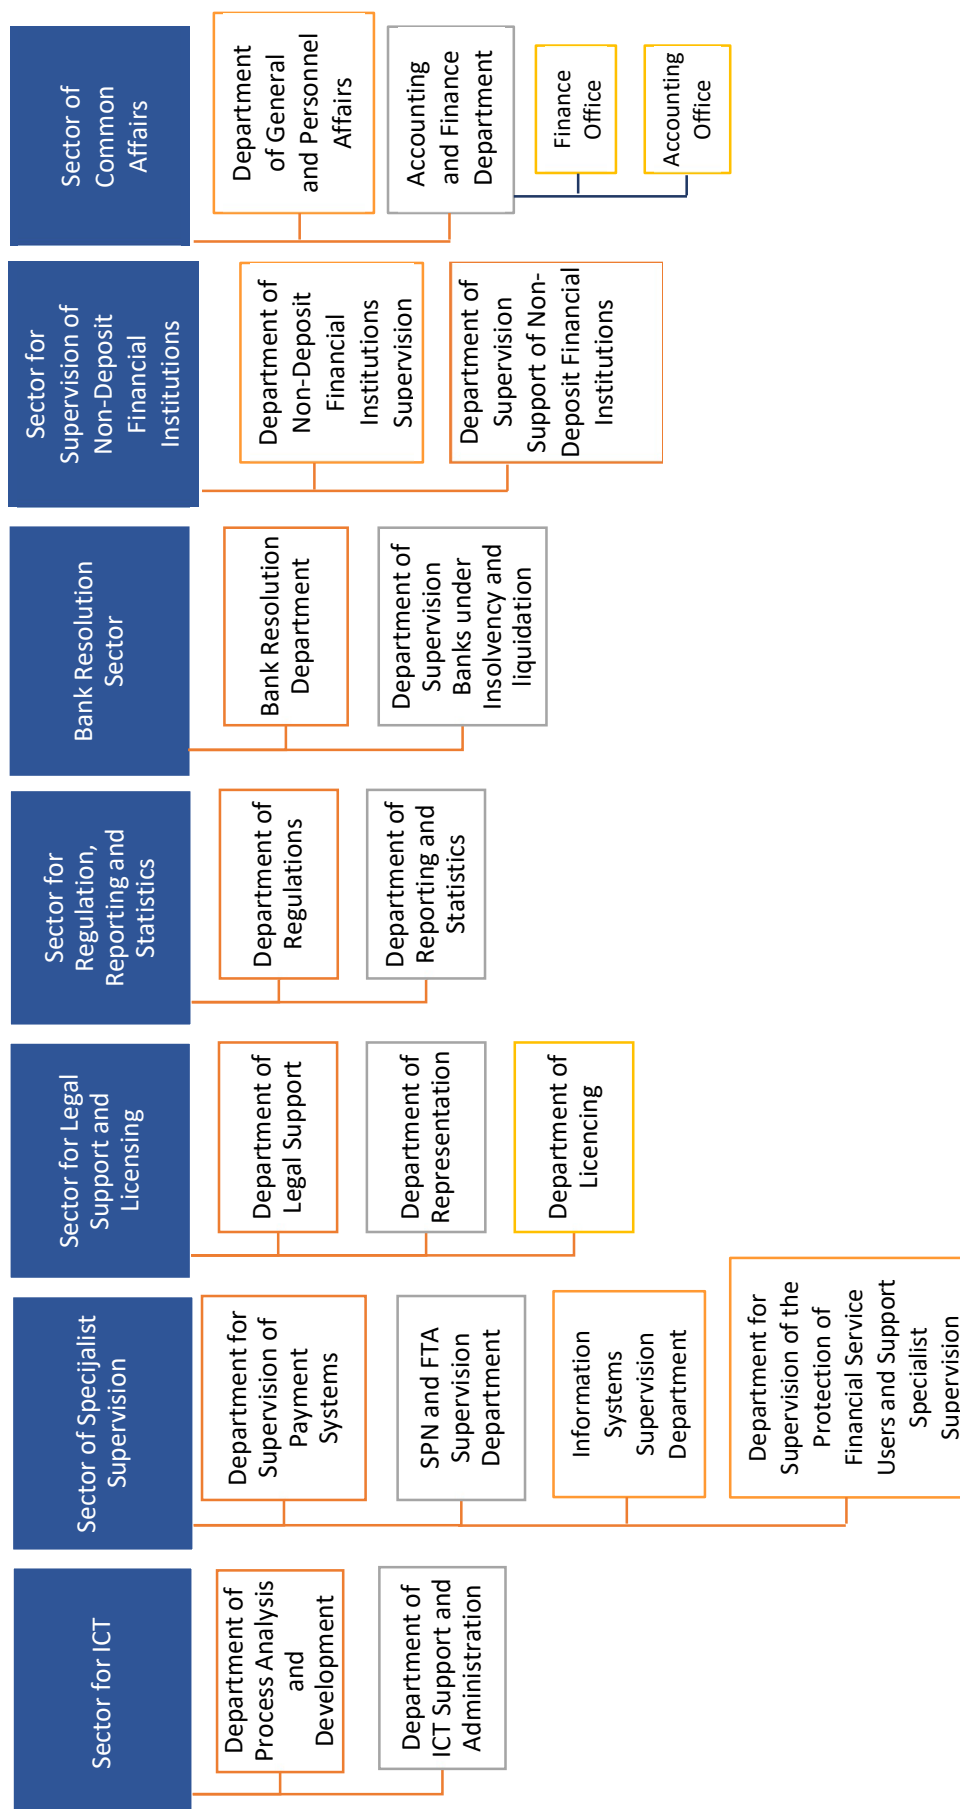 Sector for ICT
Department of
Process Analysis
and
Development
Department of
ICT Support and
Administration
Sector of Specijalist
Supervision
Department for
Supervision of
Payment
Systems
SPN and FTA
Supervision
Department
Information
Systems
Supervision
Department
Department for
Supervision of the
Protection of
Financial Service
Users and Support
Specialist
Supervision
Sector for Legal
Support and
Licensing
Department of
Legal Support
Department of
Representation
Department of
Licencing
Sector for
Regulation,
Reporting and
Statistics
Department of
Regulations
Department of
Reporting and
Statistics
Bank Resolution
Sector
Bank Resolution
Department
Department of
Supervision
Banks under
Insolvency and
liquidation
Sector for
Supervision of
Non-Deposit
Financial
Institutions
Department of
Non-Deposit
Financial
Institutions
Supervision
Department of
Supervision
Support of Non-
Deposit Financial
Institutions
Sector of
Common
Affairs
Department
of General
and Personnel
Affairs
Accounting
and Finance
Department
Finance
Office
Accounting
Office